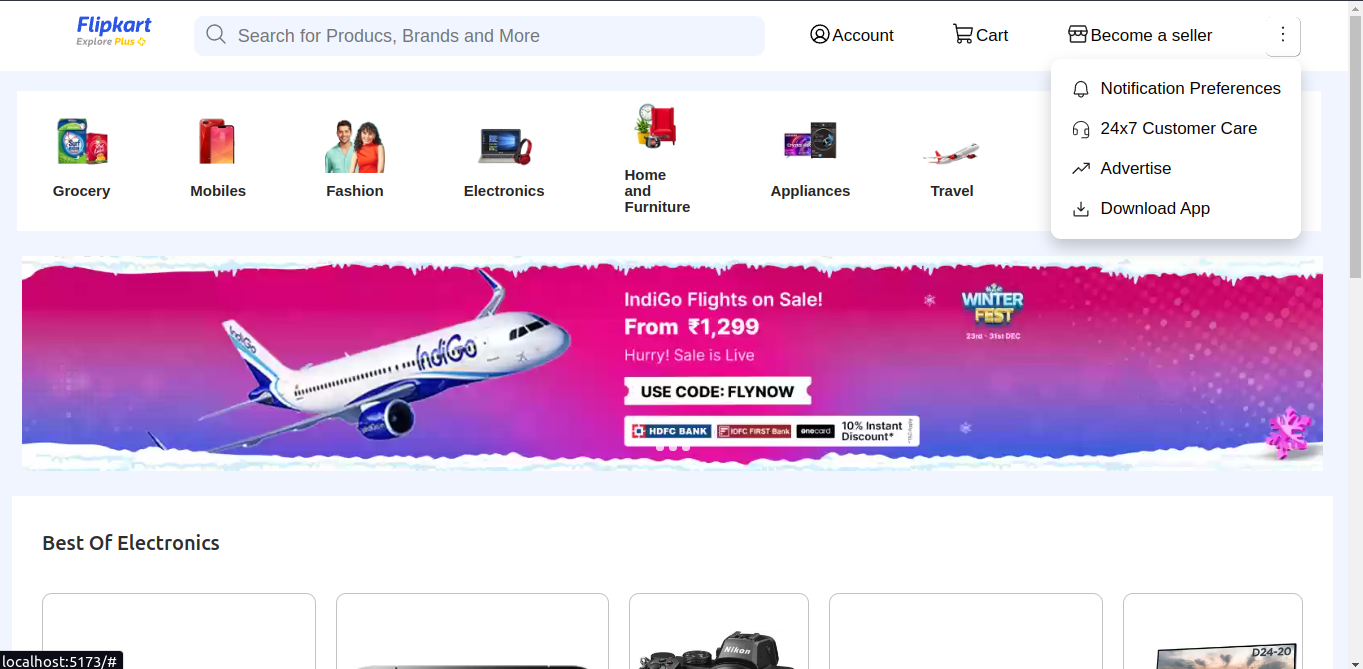 Flipkart
Explore Plus
Search for Producs, Brands and More
Account
Cart
Become a seller
Notification Preferences
24x7 Customer Care
Advertise
Download App
Grocery
Mobiles
Fashion
Electronics
Home
and
Furniture
Appliances
Travel
IndiGo
IndiGo
IndiGo Flights on Sale!
From ₹1,299
Hurry! Sale is Live
USE CODE: FLYNOW
HDFC BANK
IDFC FIRST Bank
onecard
10% Instant
Discount*
WINTER
FEST
23rd - 31st DEC
Best Of Electronics
Nikon
D24-20
localhost:5173/#